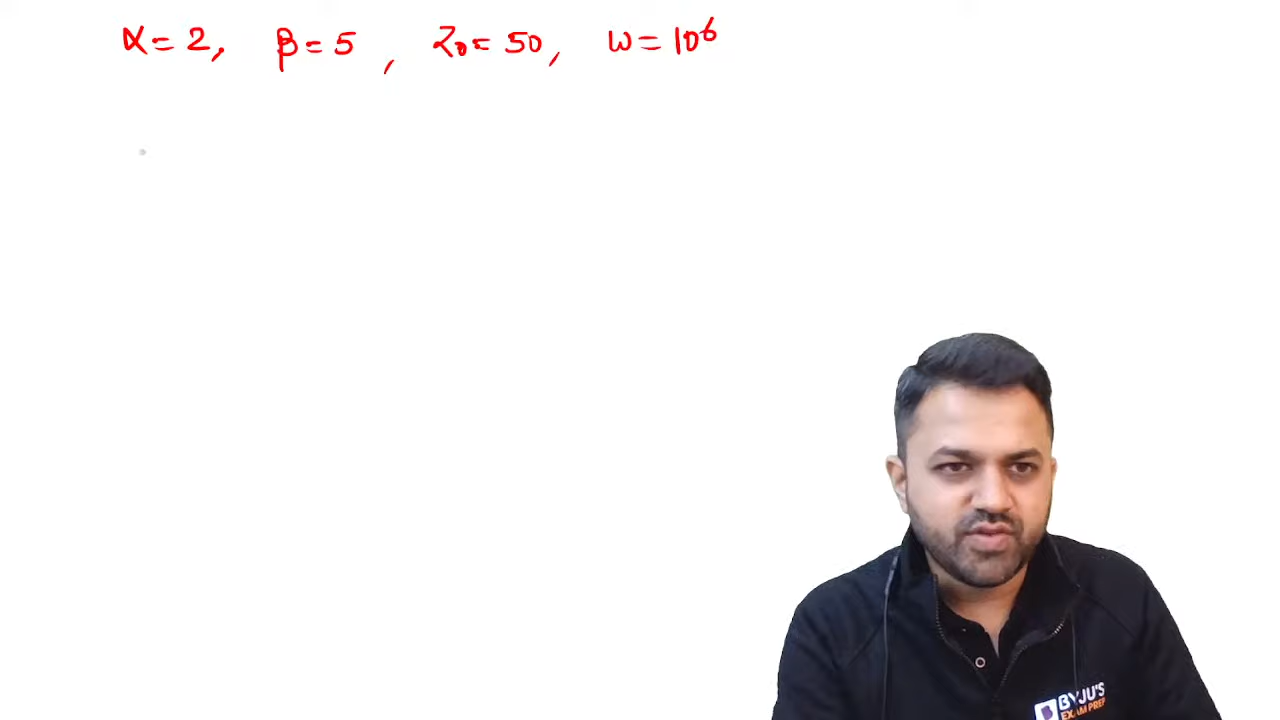 α = 2, β = 5, Z₀ = 50, ω = 10⁶
BYJU'S
EXAM PREP